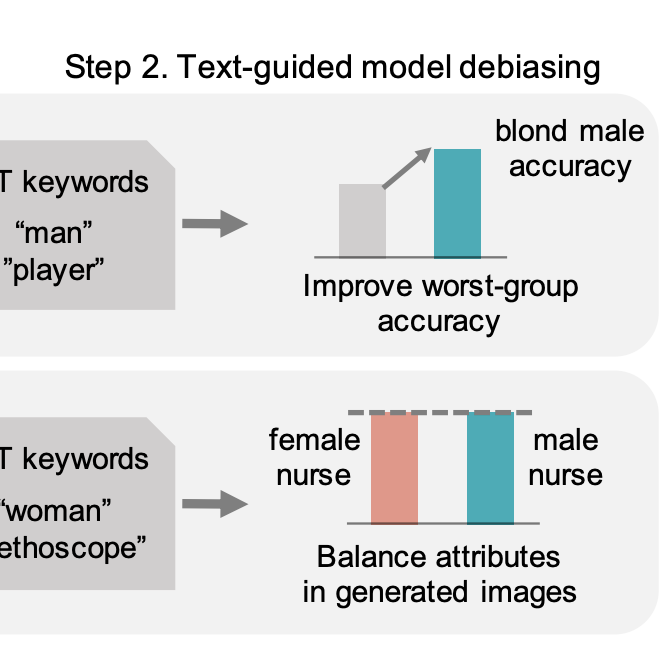 Step 2. Text-guided model debiasing
T keywords
“man”
”player”
blond male
accuracy
Improve worst-group
accuracy
T keywords
“woman”
ethoscope”
female
nurse
male
nurse
Balance attributes
in generated images